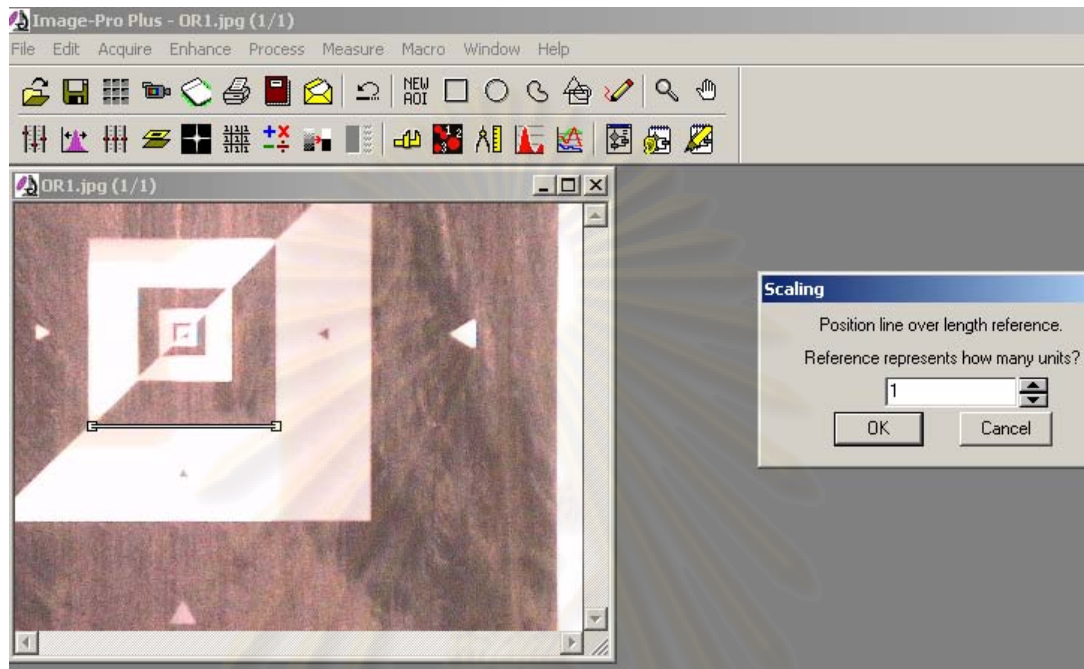 Image-Pro Plus - OR1.jpg (1/1)
File Edit Acquire Enhance Process Measure Macro Window Help
NEW
AOI
OR1.jpg (1/1)
Scaling
Position line over length reference.
Reference represents how many units?
1
OK Cancel